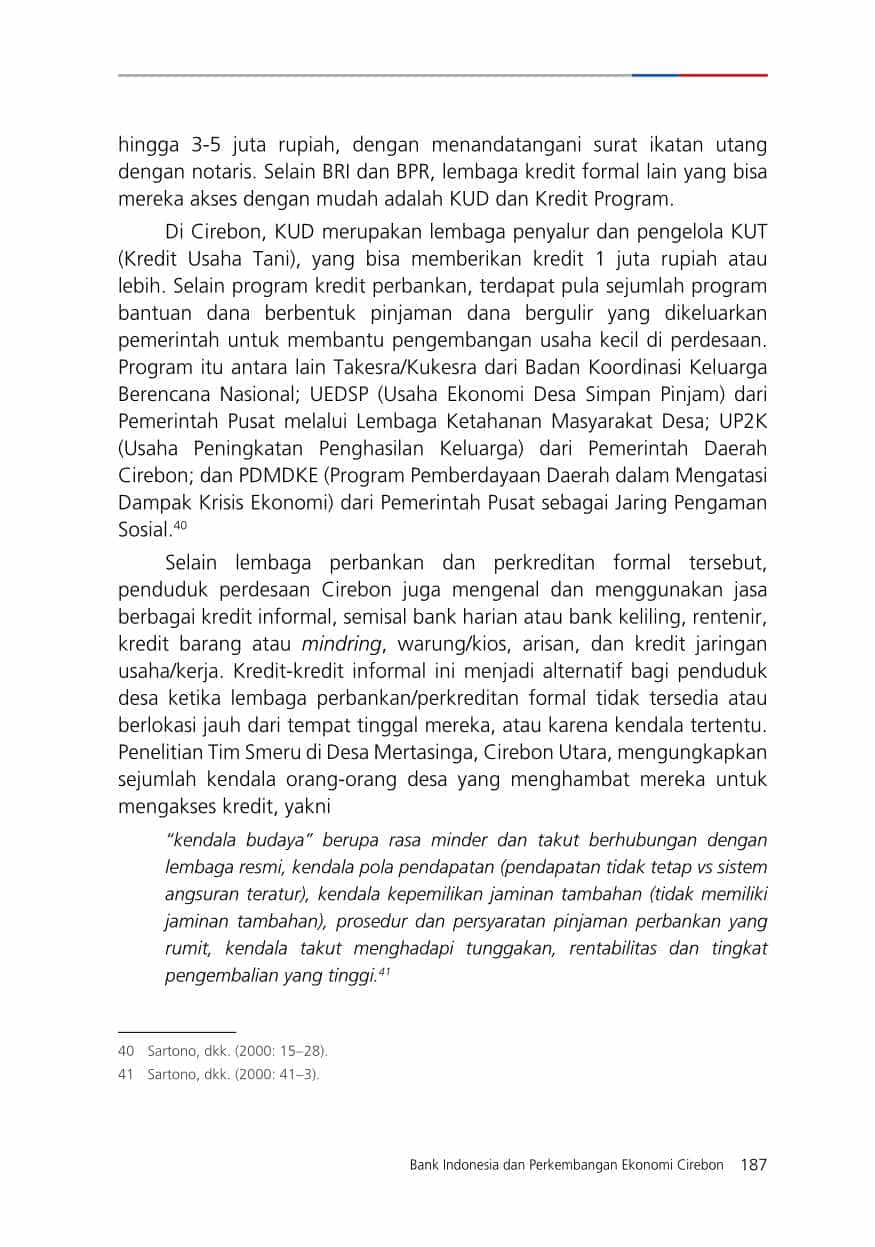 hingga 3-5 juta rupiah, dengan menandatangani surat ikatan utang
dengan notaris. Selain BRI dan BPR, lembaga kredit formal lain yang bisa
mereka akses dengan mudah adalah KUD dan Kredit Program.
Di Cirebon, KUD merupakan lembaga penyalur dan pengelola KUT
(Kredit Usaha Tani), yang bisa memberikan kredit 1 juta rupiah atau
lebih. Selain program kredit perbankan, terdapat pula sejumlah program
bantuan dana berbentuk pinjaman dana bergulir yang dikeluarkan
pemerintah untuk membantu pengembangan usaha kecil di perdesaan.
Program itu antara lain Takesra/Kukesra dari Badan Koordinasi Keluarga
Berencana Nasional; UEDSP (Usaha Ekonomi Desa Simpan Pinjam) dari
Pemerintah Pusat melalui Lembaga Ketahanan Masyarakat Desa; UP2K
(Usaha Peningkatan Penghasilan Keluarga) dari Pemerintah Daerah
Cirebon; dan PDMDKE (Program Pemberdayaan Daerah dalam Mengatasi
Dampak Krisis Ekonomi) dari Pemerintah Pusat sebagai Jaring Pengaman
Sosial.40
Selain lembaga perbankan dan perkreditan formal tersebut,
penduduk perdesaan Cirebon juga mengenal dan menggunakan jasa
berbagai kredit informal, semisal bank harian atau bank keliling, rentenir,
kredit barang atau mindring, warung/kios, arisan, dan kredit jaringan
usaha/kerja. Kredit-kredit informal ini menjadi alternatif bagi penduduk
desa ketika lembaga perbankan/perkreditan formal tidak tersedia atau
berlokasi jauh dari tempat tinggal mereka, atau karena kendala tertentu.
Penelitian Tim Smeru di Desa Mertasinga, Cirebon Utara, mengungkapkan
sejumlah kendala orang-orang desa yang menghambat mereka untuk
mengakses kredit, yakni
“kendala budaya” berupa rasa minder dan takut berhubungan dengan
lembaga resmi, kendala pola pendapatan (pendapatan tidak tetap vs sistem
angsuran teratur), kendala kepemilikan jaminan tambahan (tidak memiliki
jaminan tambahan), prosedur dan persyaratan pinjaman perbankan yang
rumit, kendala takut menghadapi tunggakan, rentabilitas dan tingkat
pengembalian yang tinggi.41
40 Sartono, dkk. (2000: 15–28).
41 Sartono, dkk. (2000: 41–3).
Bank Indonesia dan Perkembangan Ekonomi Cirebon 187